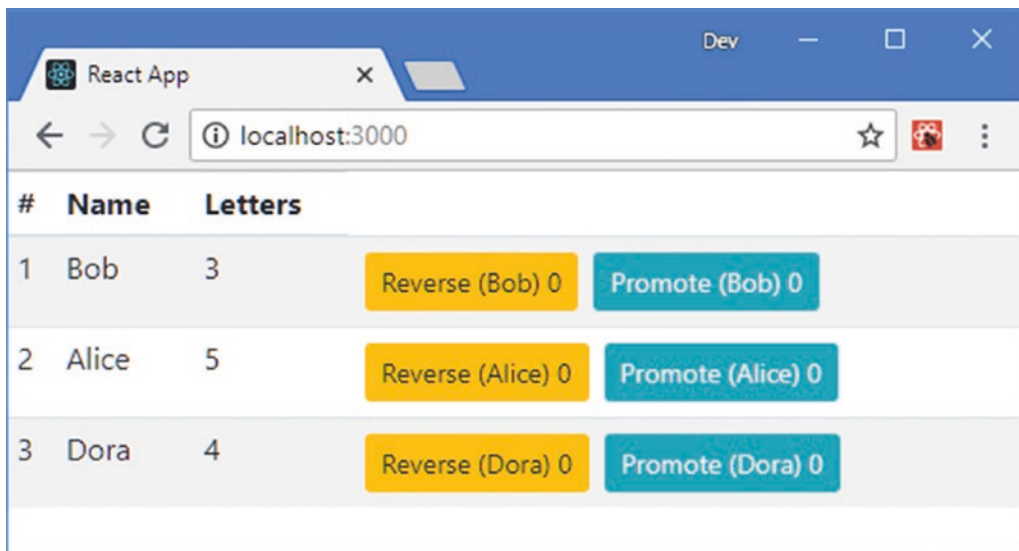 Dev
React App
localhost:3000
# Name Letters
1 Bob 3 Reverse (Bob) 0 Promote (Bob) 0
2 Alice 5 Reverse (Alice) 0 Promote (Alice) 0
3 Dora 4 Reverse (Dora) 0 Promote (Dora) 0